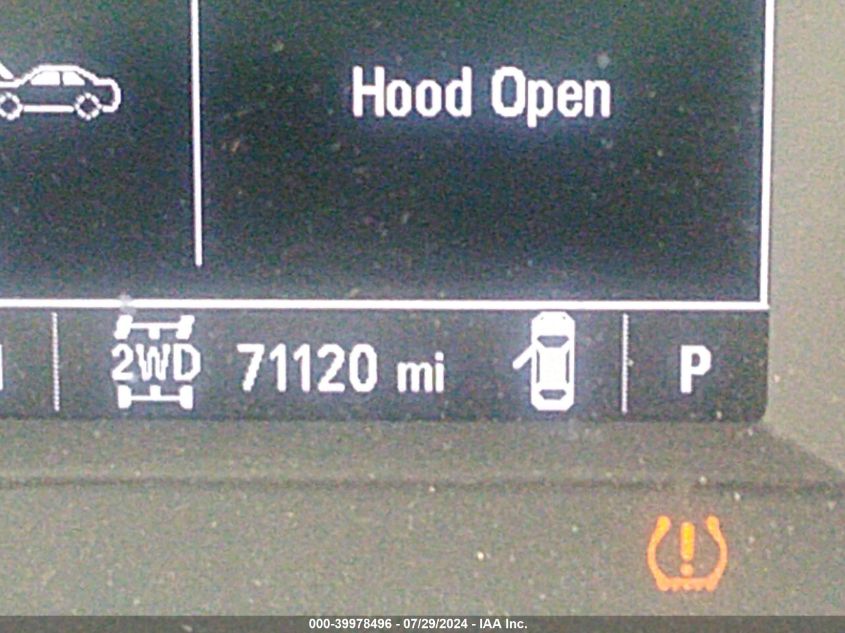 Hood Open
2WD 71120 mi P
000-39978496 - 07/29/2024 - IAA Inc.